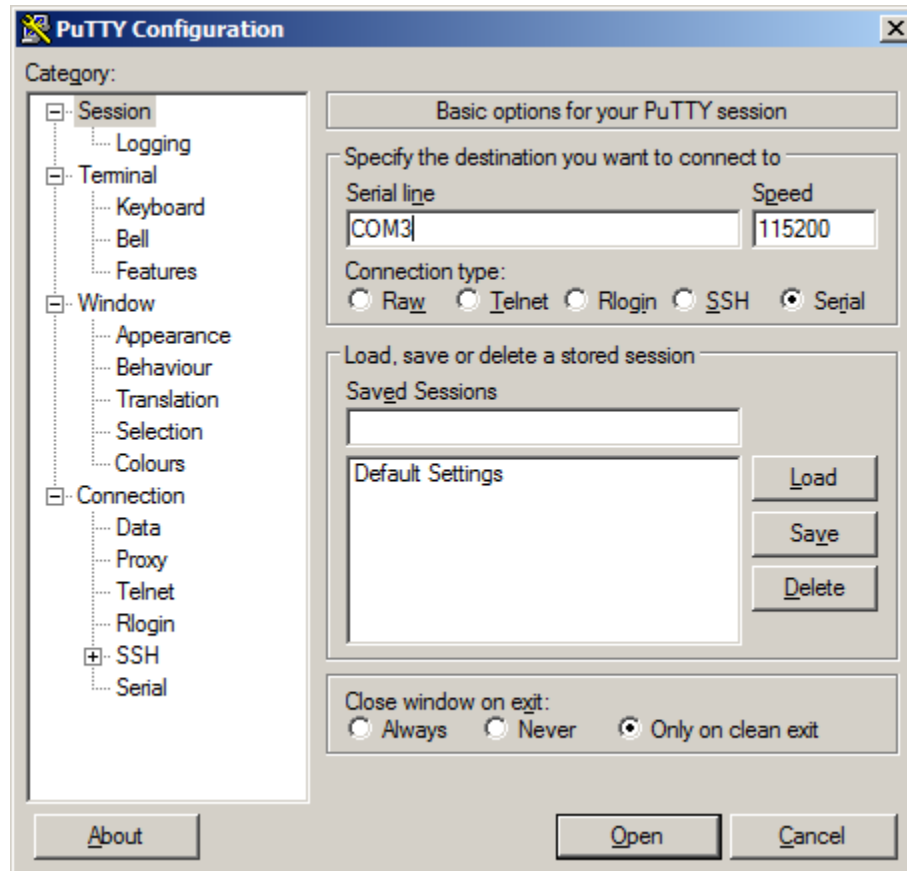 PuTTY Configuration
Category:
Session
Logging
Terminal
Keyboard
Bell
Features
Window
Appearance
Behaviour
Translation
Selection
Colours
Connection
Data
Proxy
Telnet
Rlogin
SSH
Serial
Basic options for your PuTTY session
Specify the destination you want to connect to
Serial line Speed
COM3 115200
Connection type:
Raw Telnet Rlogin SSH Serial
Load, save or delete a stored session
Saved Sessions
Default Settings
Load
Save
Delete
Close window on exit:
Always Never Only on clean exit
About Open Cancel